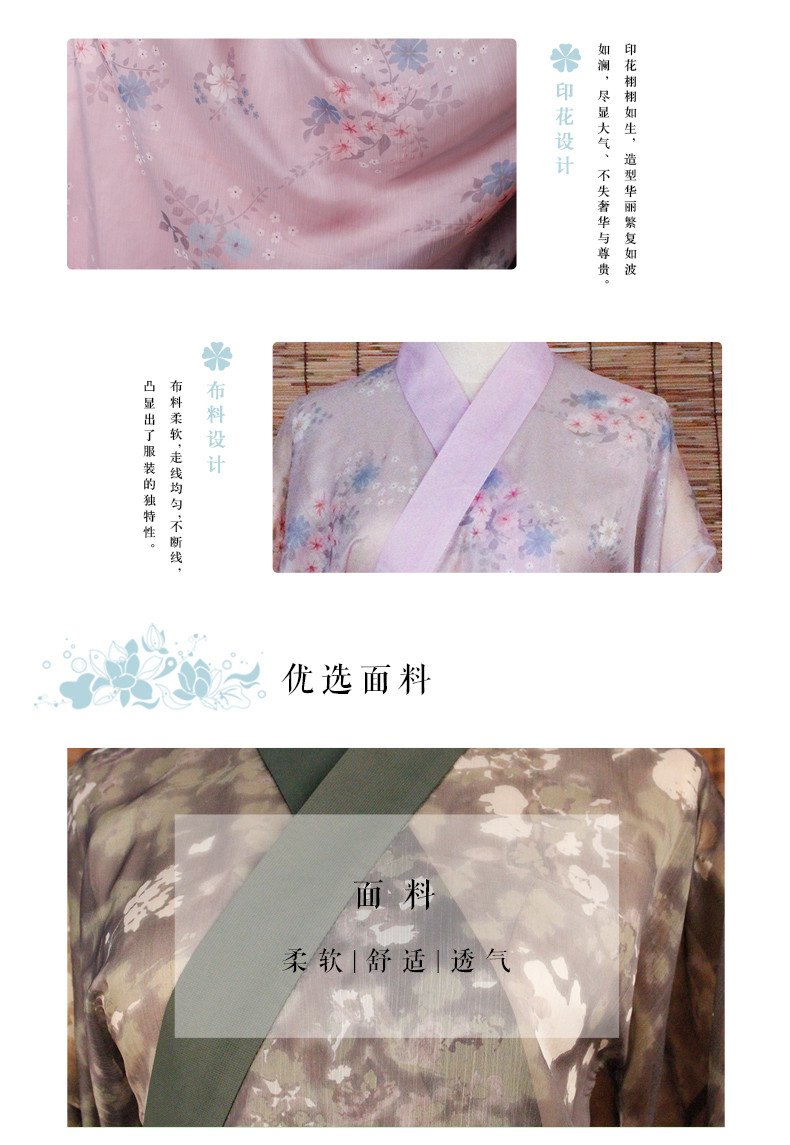 印花设计
印花栩栩如生，造型华丽繁复如波
如澜，尽显大气、不失奢华与尊贵。
布料设计
布料柔软，走线均匀，不断线，
凸显出了服装的独特性。
优选面料
面料
柔软|舒适|透气